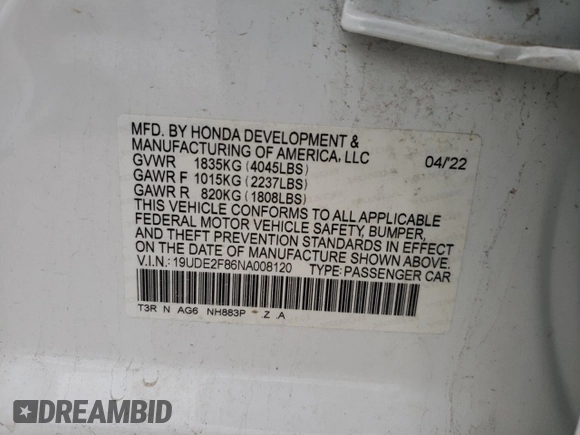 MFD. BY HONDA DEVELOPMENT &
MANUFACTURING OF AMERICA, LLC 04/'22
GVWR 1835KG (4045LBS)
GAWR F 1015KG (2237LBS)
GAWR R 820KG (1808LBS)
THIS VEHICLE CONFORMS TO ALL APPLICABLE
FEDERAL MOTOR VEHICLE SAFETY, BUMPER,
AND THEFT PREVENTION STANDARDS IN EFFECT
ON THE DATE OF MANUFACTURE SHOWN ABOVE.
V.I.N.: 19UDE2F86NA008120 TYPE: PASSENGER CAR
T3R N AG6 NH883P - Z .A
DREAMBID